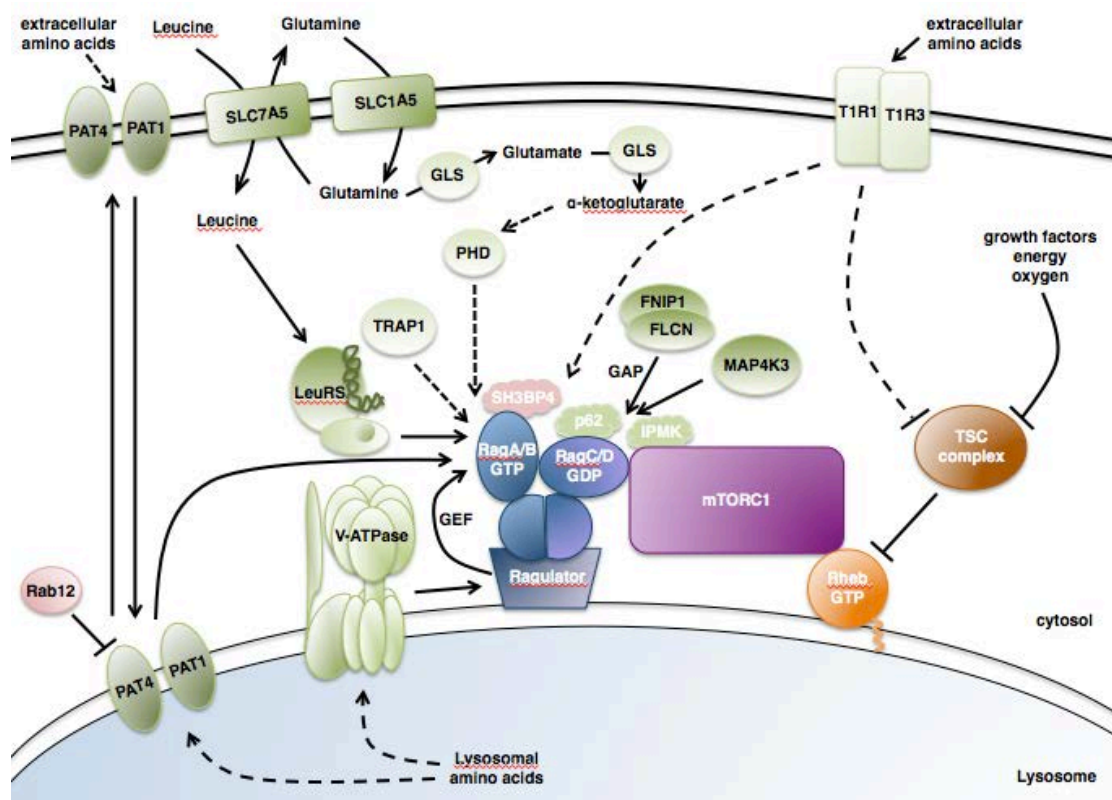 extracellular
amino acids
Leucine
Glutamine
extracellular
amino acids
PAT4
PAT1
SLC7A5
SLC1A5
T1R1
T1R3
GLS
Glutamate
GLS
Glutamine
α-ketoglutarate
Leucine
PHD
growth factors
energy
oxygen
FNIP1
FLCN
TRAP1
GAP
MAP4K3
LeuRS
SH3BP4
p62
IPMK
RagA/B
GTP
RagC/D
GDP
TSC
complex
mTORC1
V-ATPase
GEF
Ragulator
Rheb
GTP
Rab12
cytosol
PAT4
PAT1
Lysosomal
amino acids
Lysosome